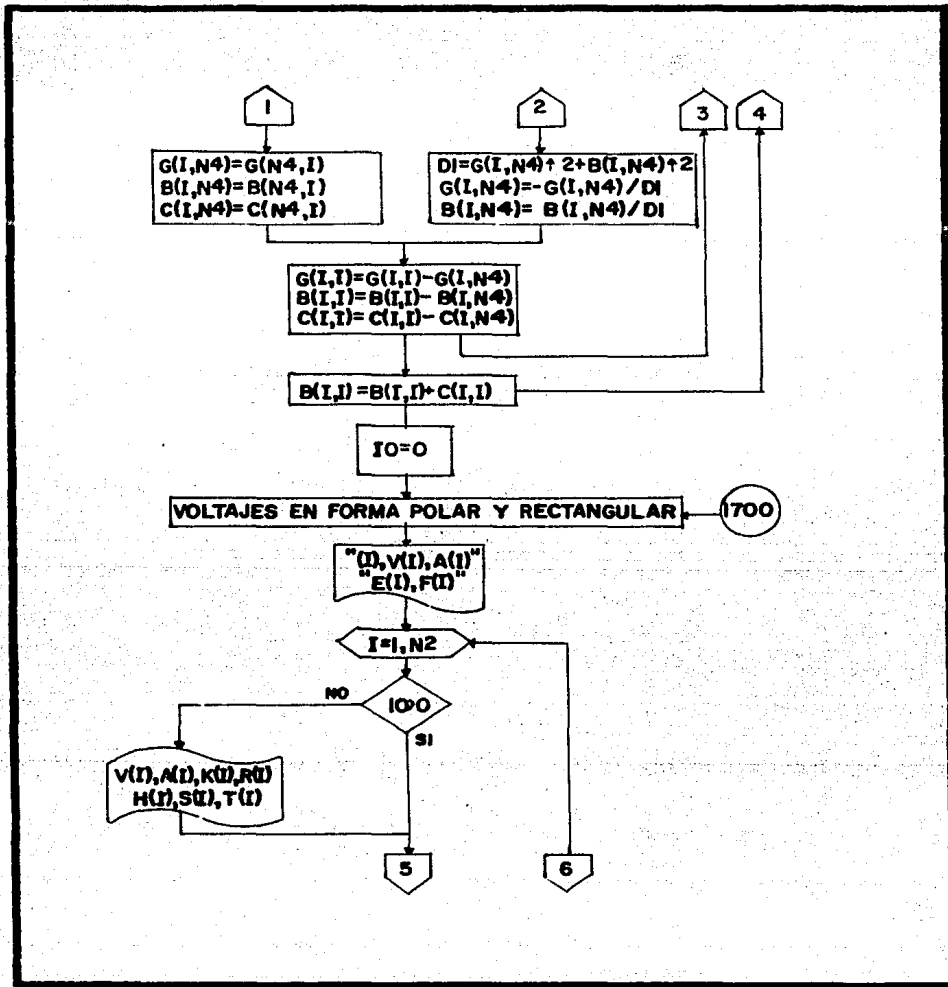 1
2
3
4
G(I,N4)=G(N4,I)
B(I,N4)=B(N4,I)
C(I,N4)=C(N4,I)
DI=G(I,N4)↑2+B(I,N4)↑2
G(I,N4)=-G(I,N4)/DI
B(I,N4)= B(I,N4)/DI
G(I,I)=G(I,I)-G(I,N4)
B(I,I)=B(I,I)-B(I,N4)
C(I,I)=C(I,I)-C(I,N4)
B(I,I)=B(I,I)+C(I,I)
IO=0
VOLTAJES EN FORMA POLAR Y RECTANGULAR
1700
"(I),V(I),A(I)"
"E(I),F(I)"
I=1,N2
NO
IO>0
SI
V(I),A(I),K(I),R(I)
H(I),S(I),T(I)
5
6